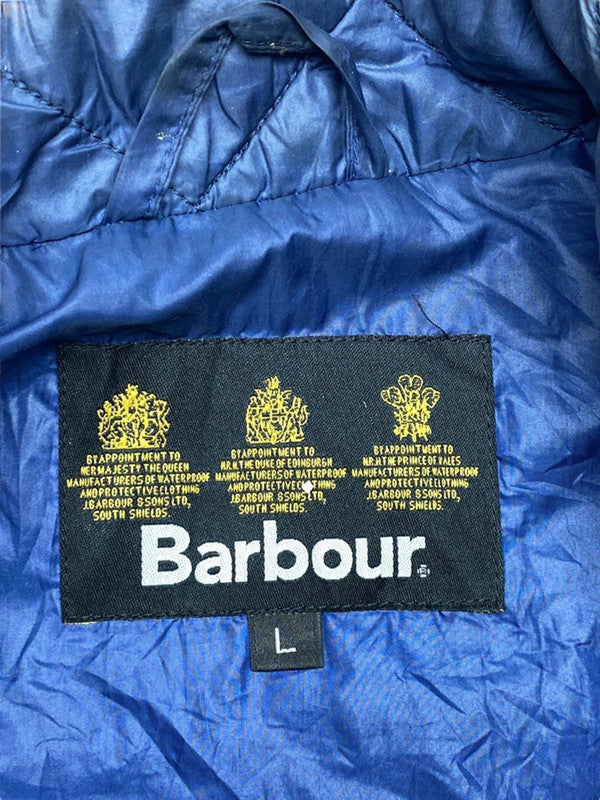 BY APPOINTMENT TO
HER MAJESTY THE QUEEN
MANUFACTURERS OF WATERPROOF
AND PROTECTIVE CLOTHING
J.BARBOUR & SONS LTD,
SOUTH SHIELDS.
BY APPOINTMENT TO
H.R.H. THE DUKE OF EDINBURGH
MANUFACTURERS OF WATERPROOF
AND PROTECTIVE CLOTHING
J.BARBOUR & SONS LTD,
SOUTH SHIELDS.
BY APPOINTMENT TO
H.R.H. THE PRINCE OF WALES
MANUFACTURERS OF WATERPROOF
AND PROTECTIVE CLOTHING
J.BARBOUR & SONS LTD,
SOUTH SHIELDS.
Barbour®
L